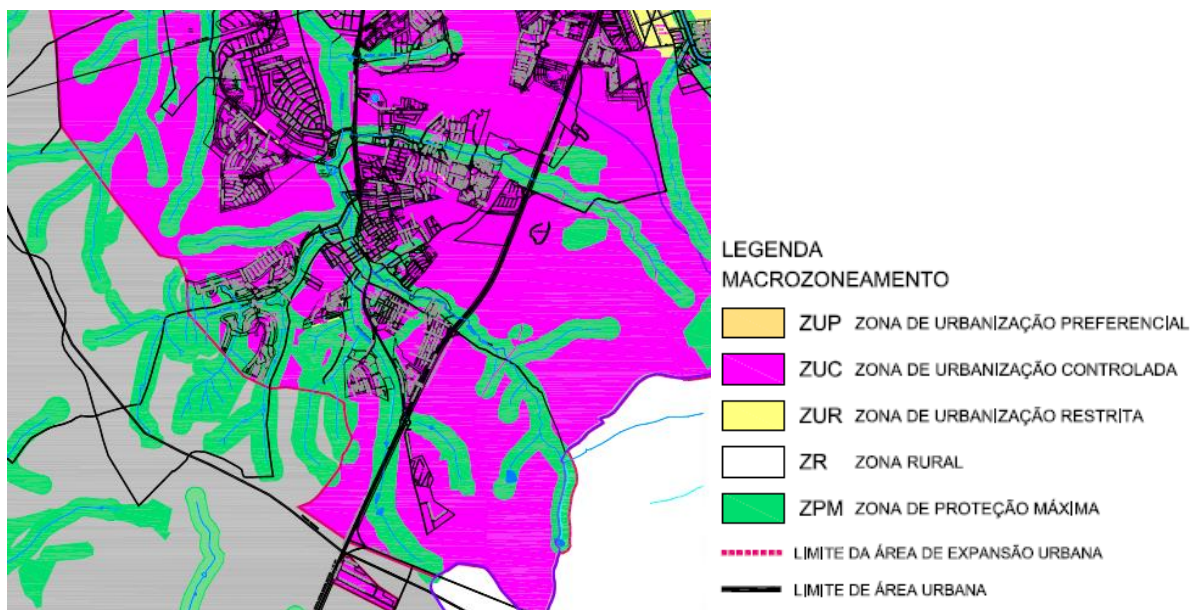 LEGENDA
MACROZONEAMENTO
ZUP ZONA DE URBANIZAÇÃO PREFERENCIAL
ZUC ZONA DE URBANIZAÇÃO CONTROLADA
ZUR ZONA DE URBANIZAÇÃO RESTRITA
ZR ZONA RURAL
ZPM ZONA DE PROTEÇÃO MÁXIMA
LIMITE DA ÁREA DE EXPANSÃO URBANA
LIMITE DE ÁREA URBANA